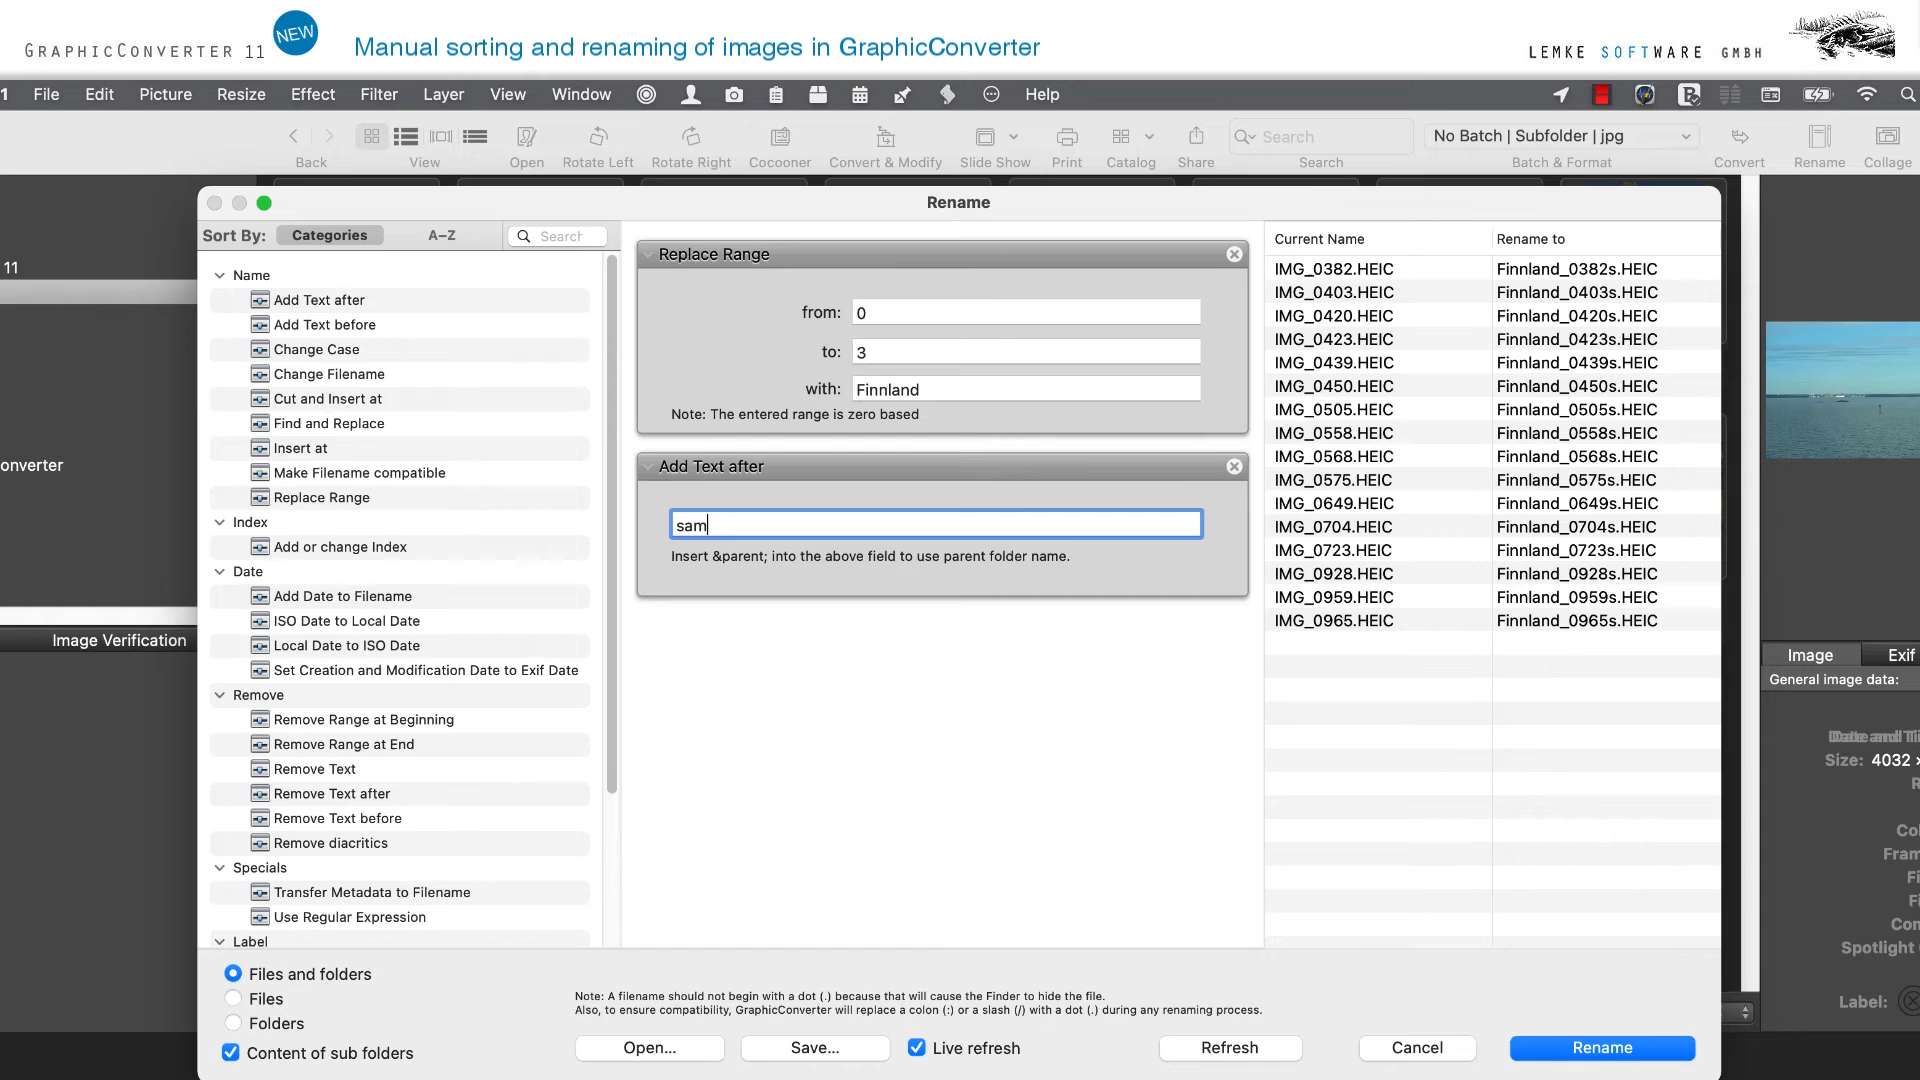 GRAPHICCONVERTER 11
NEW
Manual sorting and renaming of images in GraphicConverter
LEMKE SOFTWARE GMBH
1 File Edit Picture Resize Effect Filter Layer View Window Help
Back View Open Rotate Left Rotate Right Cocooner Convert & Modify Slide Show Print Catalog Share Search Search No Batch | Subfolder | jpg Batch & Format Convert Rename Collage
Rename
Sort By: Categories A–Z Search
11
onverter
Image Verification
Name
Add Text after
Add Text before
Change Case
Change Filename
Cut and Insert at
Find and Replace
Insert at
Make Filename compatible
Replace Range
Index
Add or change Index
Date
Add Date to Filename
ISO Date to Local Date
Local Date to ISO Date
Set Creation and Modification Date to Exif Date
Remove
Remove Range at Beginning
Remove Range at End
Remove Text
Remove Text after
Remove Text before
Remove diacritics
Specials
Transfer Metadata to Filename
Use Regular Expression
Label
Replace Range
from: 0
to: 3
with: Finnland
Note: The entered range is zero based
Add Text after
sam
Insert &parent; into the above field to use parent folder name.
Current Name Rename to
IMG_0382.HEIC Finnland_0382s.HEIC
IMG_0403.HEIC Finnland_0403s.HEIC
IMG_0420.HEIC Finnland_0420s.HEIC
IMG_0423.HEIC Finnland_0423s.HEIC
IMG_0439.HEIC Finnland_0439s.HEIC
IMG_0450.HEIC Finnland_0450s.HEIC
IMG_0505.HEIC Finnland_0505s.HEIC
IMG_0558.HEIC Finnland_0558s.HEIC
IMG_0568.HEIC Finnland_0568s.HEIC
IMG_0575.HEIC Finnland_0575s.HEIC
IMG_0649.HEIC Finnland_0649s.HEIC
IMG_0704.HEIC Finnland_0704s.HEIC
IMG_0723.HEIC Finnland_0723s.HEIC
IMG_0928.HEIC Finnland_0928s.HEIC
IMG_0959.HEIC Finnland_0959s.HEIC
IMG_0965.HEIC Finnland_0965s.HEIC
Image Exif
General image data:
Size: 4032 ×
R
Col
Fram
Fi
Fi
Con
Spotlight
Label:
Files and folders
Files
Folders
Content of sub folders
Note: A filename should not begin with a dot (.) because that will cause the Finder to hide the file.
Also, to ensure compatibility, GraphicConverter will replace a colon (:) or a slash (/) with a dot (.) during any renaming process.
Open... Save... Live refresh Refresh Cancel Rename